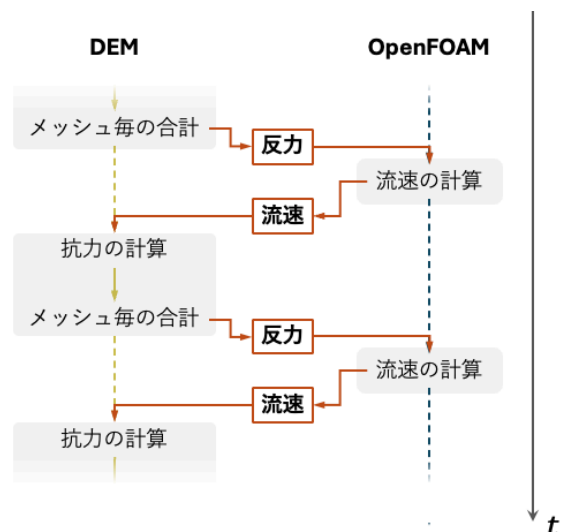 DEM
OpenFOAM
メッシュ毎の合計
反力
流速の計算
流速
抗力の計算
メッシュ毎の合計
反力
流速の計算
流速
抗力の計算
t